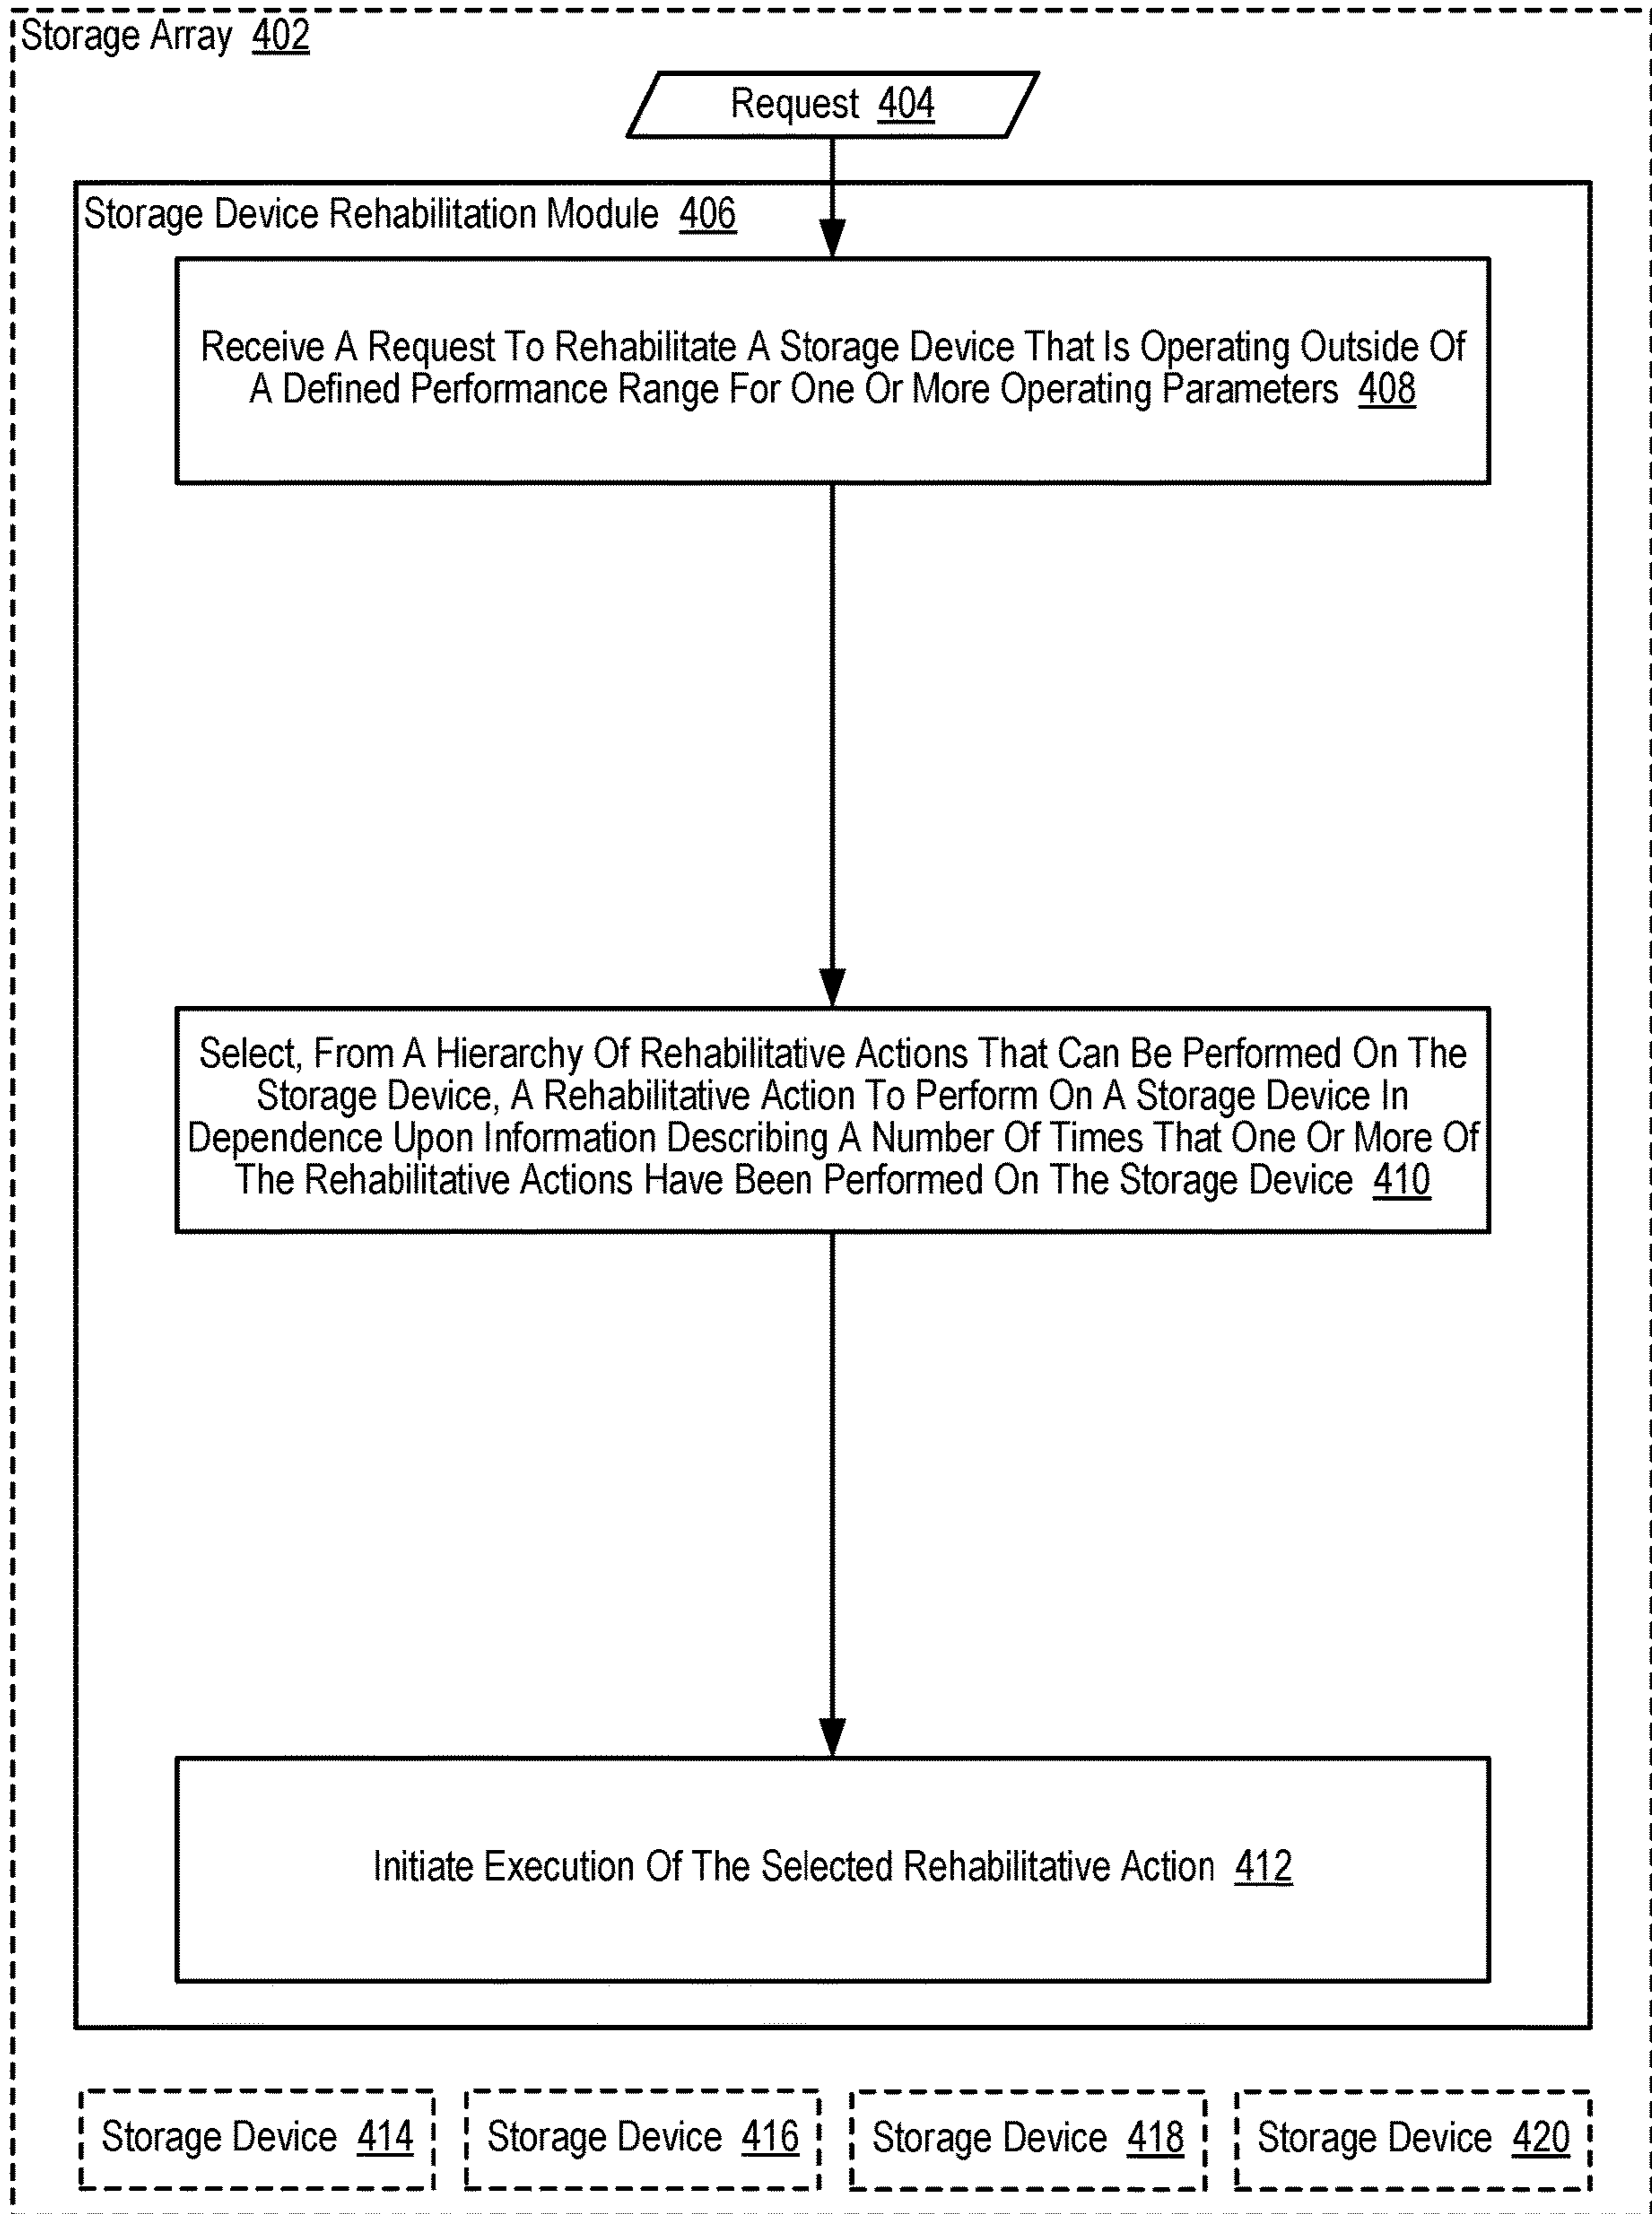 Storage Array 402
Request 404
Storage Device Rehabilitation Module 406
Receive A Request To Rehabilitate A Storage Device That Is Operating Outside Of
A Defined Performance Range For One Or More Operating Parameters 408
Select, From A Hierarchy Of Rehabilitative Actions That Can Be Performed On The
Storage Device, A Rehabilitative Action To Perform On A Storage Device In
Dependence Upon Information Describing A Number Of Times That One Or More Of
The Rehabilitative Actions Have Been Performed On The Storage Device 410
Initiate Execution Of The Selected Rehabilitative Action 412
Storage Device 414
Storage Device 416
Storage Device 418
Storage Device 420